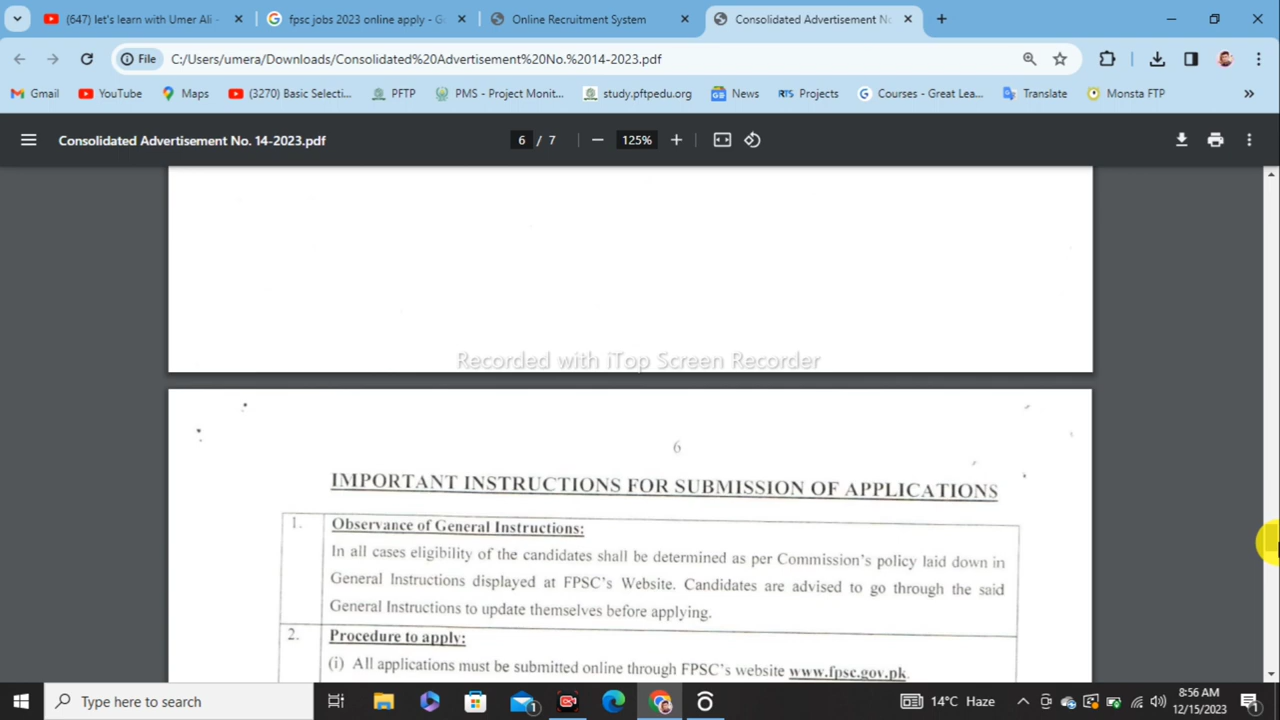 (647) let's learn with Umer Ali -
fpsc jobs 2023 online apply - G
Online Recruitment System
Consolidated Advertisement No
File
C:/Users/umera/Downloads/Consolidated%20Advertisement%20No.%2014-2023.pdf
Gmail
YouTube
Maps
(3270) Basic Selecti...
PFTP
PMS - Project Monit...
study.pftpedu.org
News
RTS Projects
Courses - Great Lea...
Translate
Monsta FTP
»
Consolidated Advertisement No. 14-2023.pdf
6 / 7
125%
Recorded with iTop Screen Recorder
6
IMPORTANT INSTRUCTIONS FOR SUBMISSION OF APPLICATIONS
1. Observance of General Instructions:
In all cases eligibility of the candidates shall be determined as per Commission's policy laid down in
General Instructions displayed at FPSC's Website. Candidates are advised to go through the said
General Instructions to update themselves before applying.
2. Procedure to apply:
(i) All applications must be submitted online through FPSC's website www.fpsc.gov.pk.
Type here to search
1
14°C Haze
8:56 AM
12/15/2023
1